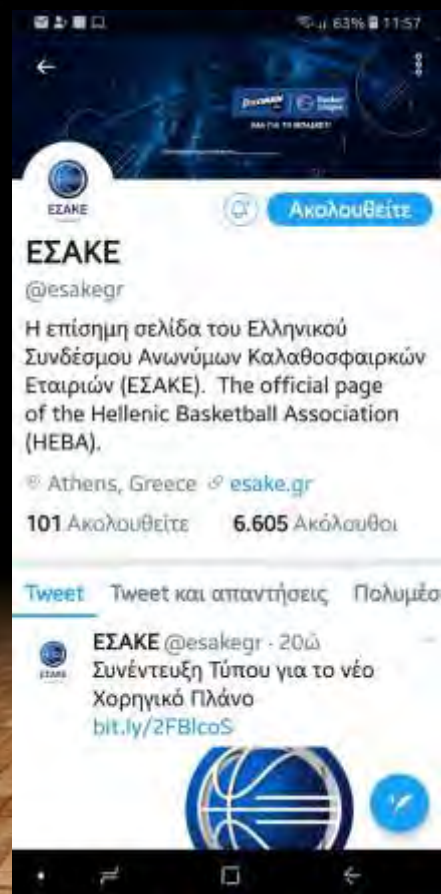 63% 11:57
ΕΣΑΚΕ
Ακολουθείτε
ΕΣΑΚΕ
@esakegr
Η επίσημη σελίδα του Ελληνικού
Συνδέσμου Ανωνύμων Καλαθοσφαιρκών
Εταιριών (ΕΣΑΚΕ). The official page
of the Hellenic Basketball Association
(HEBA).
Athens, Greece esake.gr
101 Ακολουθείτε 6.605 Ακόλουθοι
Tweet Tweet και απαντήσεις Πολυμέσ
ΕΣΑΚΕ @esakegr · 20ώ
Συνέντευξη Τύπου για το νέο
Χορηγικό Πλάνο
bit.ly/2FBlcoS